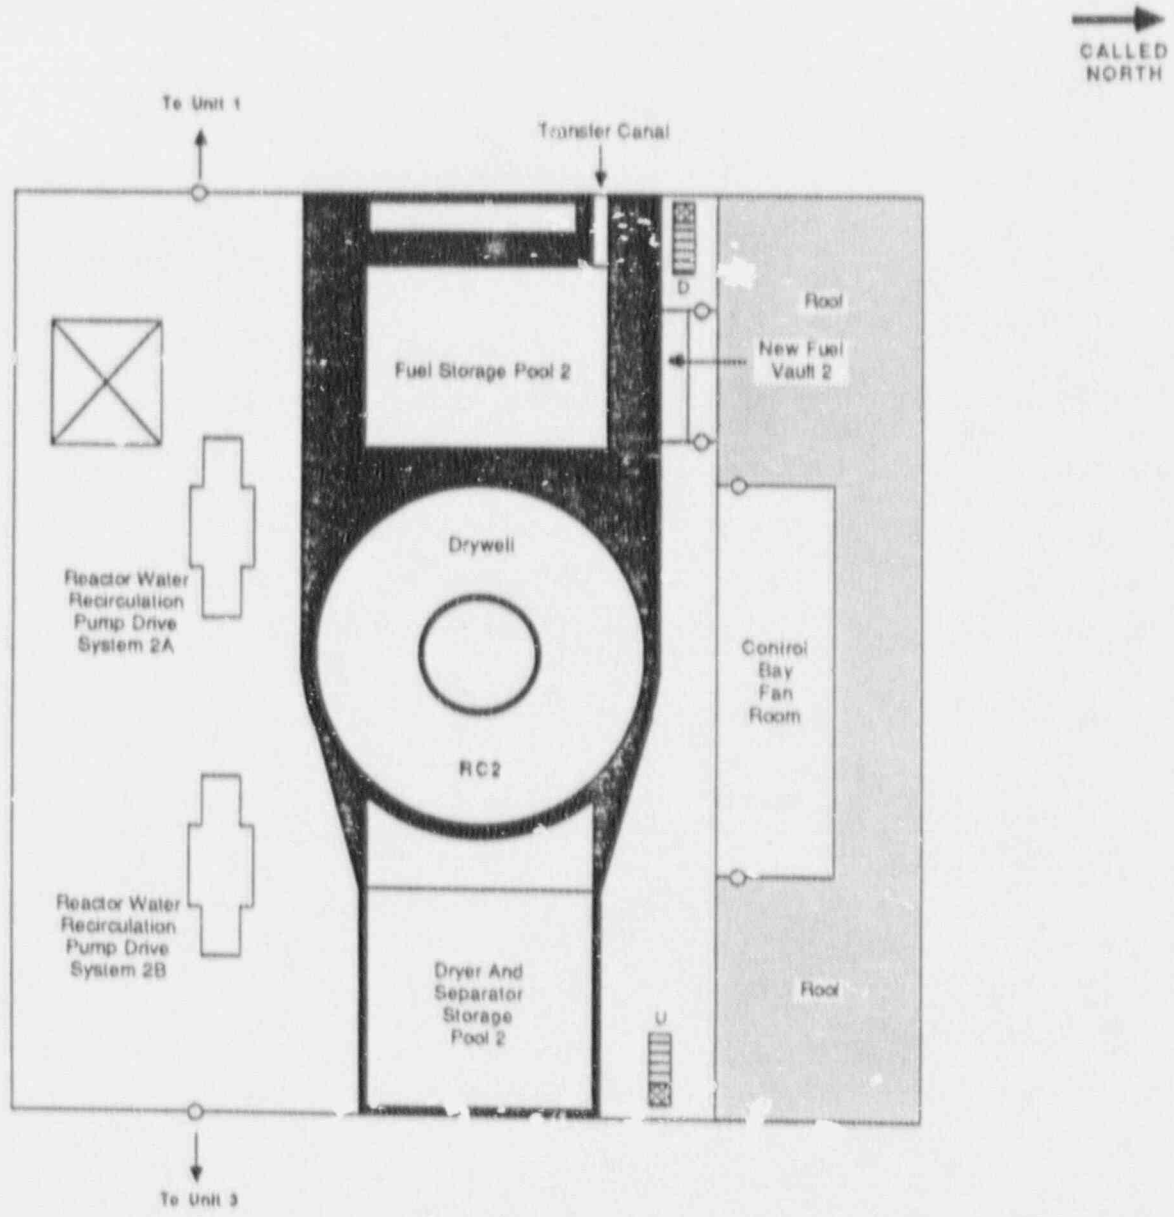 CALLED
NORTH
To Unit 1
Transfer Canal
D
Roof
New Fuel
Vault 2
Fuel Storage Pool 2
Drywell
Reactor Water
Recirculation
Pump Drive
System 2A
Control
Bay
Fan
Room
RC2
Reactor Water
Recirculation
Pump Drive
System 2B
Dryer And
Separator
Storage
Pool 2
Roof
U
To Unit 3